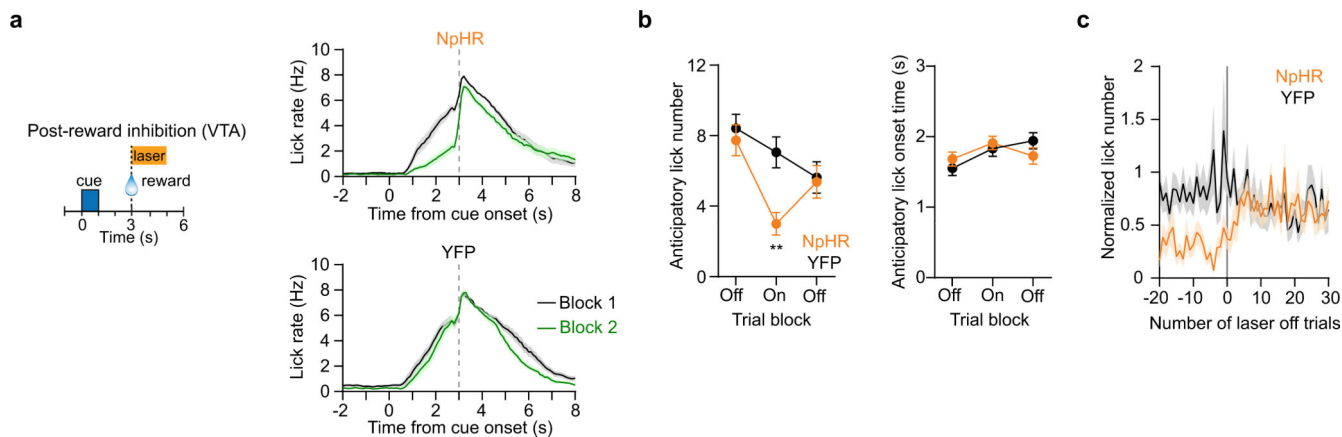 a
Post-reward inhibition (VTA)
laser
cue
reward
0 3 6
Time (s)
NpHR
Lick rate (Hz)
10
8
6
4
2
0
-2 0 2 4 6 8
Time from cue onset (s)
YFP
Lick rate (Hz)
10
8
6
4
2
0
Block 1
Block 2
-2 0 2 4 6 8
Time from cue onset (s)
b
Anticipatory lick number
12
8
4
0
**
NpHR
YFP
Off On Off
Trial block
Anticipatory lick onset time (s)
3
2
1
0
Off On Off
Trial block
c
Normalized lick number
2
1.5
1
0.5
0
NpHR
YFP
-20 -10 0 10 20 30
Number of laser off trials